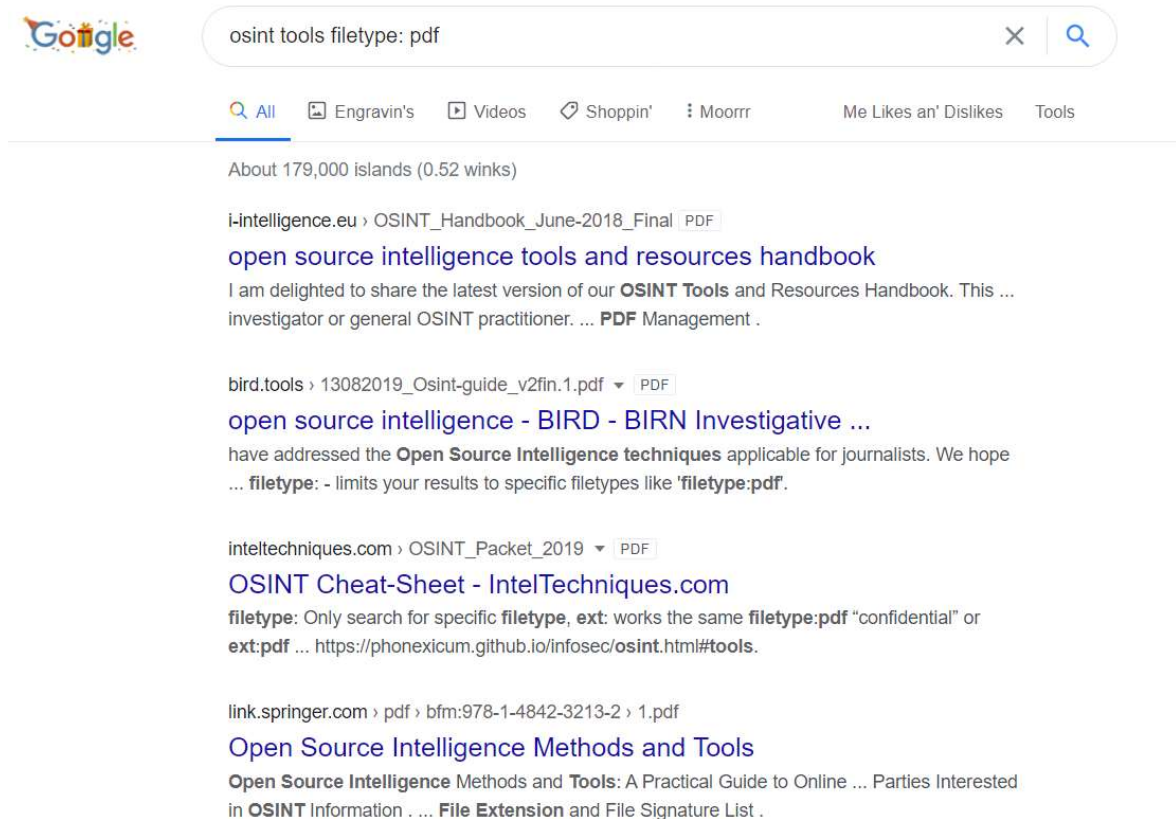 Google
osint tools filetype: pdf
All Engravin's Videos Shoppin' Moorrr Me Likes an' Dislikes Tools
About 179,000 islands (0.52 winks)
i-intelligence.eu › OSINT_Handbook_June-2018_Final PDF
open source intelligence tools and resources handbook
I am delighted to share the latest version of our OSINT Tools and Resources Handbook. This ...
investigator or general OSINT practitioner. ... PDF Management .
bird.tools › 13082019_Osint-guide_v2fin.1.pdf PDF
open source intelligence - BIRD - BIRN Investigative ...
have addressed the Open Source Intelligence techniques applicable for journalists. We hope
... filetype: - limits your results to specific filetypes like 'filetype:pdf'.
inteltechniques.com › OSINT_Packet_2019 PDF
OSINT Cheat-Sheet - IntelTechniques.com
filetype: Only search for specific filetype, ext: works the same filetype:pdf “confidential” or
ext:pdf ... https://phonexicum.github.io/infosec/osint.html#tools.
link.springer.com › pdf › bfm:978-1-4842-3213-2 › 1.pdf
Open Source Intelligence Methods and Tools
Open Source Intelligence Methods and Tools: A Practical Guide to Online ... Parties Interested
in OSINT Information . ... File Extension and File Signature List .